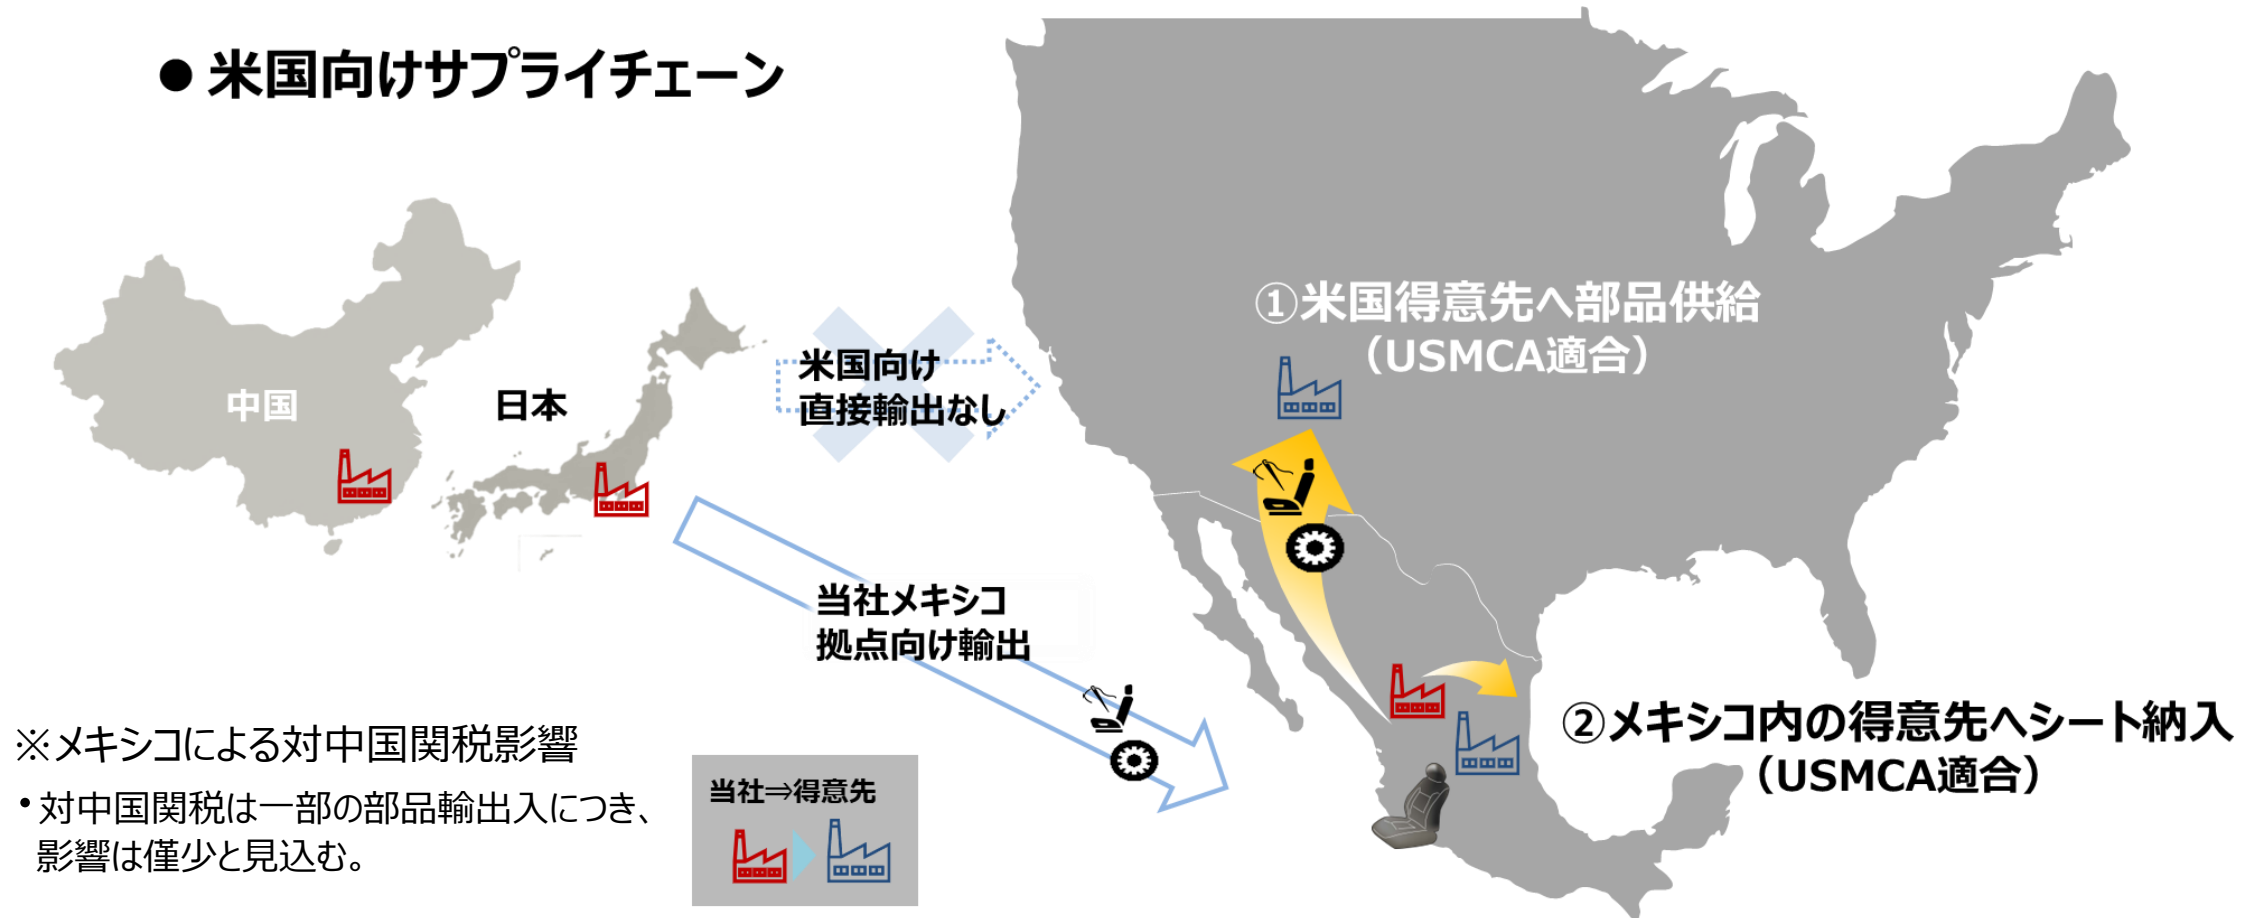 ● 米国向けサプライチェーン
中国
日本
米国向け
直接輸出なし
①米国得意先へ部品供給
（USMCA適合）
当社メキシコ
拠点向け輸出
②メキシコ内の得意先へシート納入
（USMCA適合）
※メキシコによる対中国関税影響
・対中国関税は一部の部品輸出入につき、
影響は僅少と見込む。
当社⇒得意先